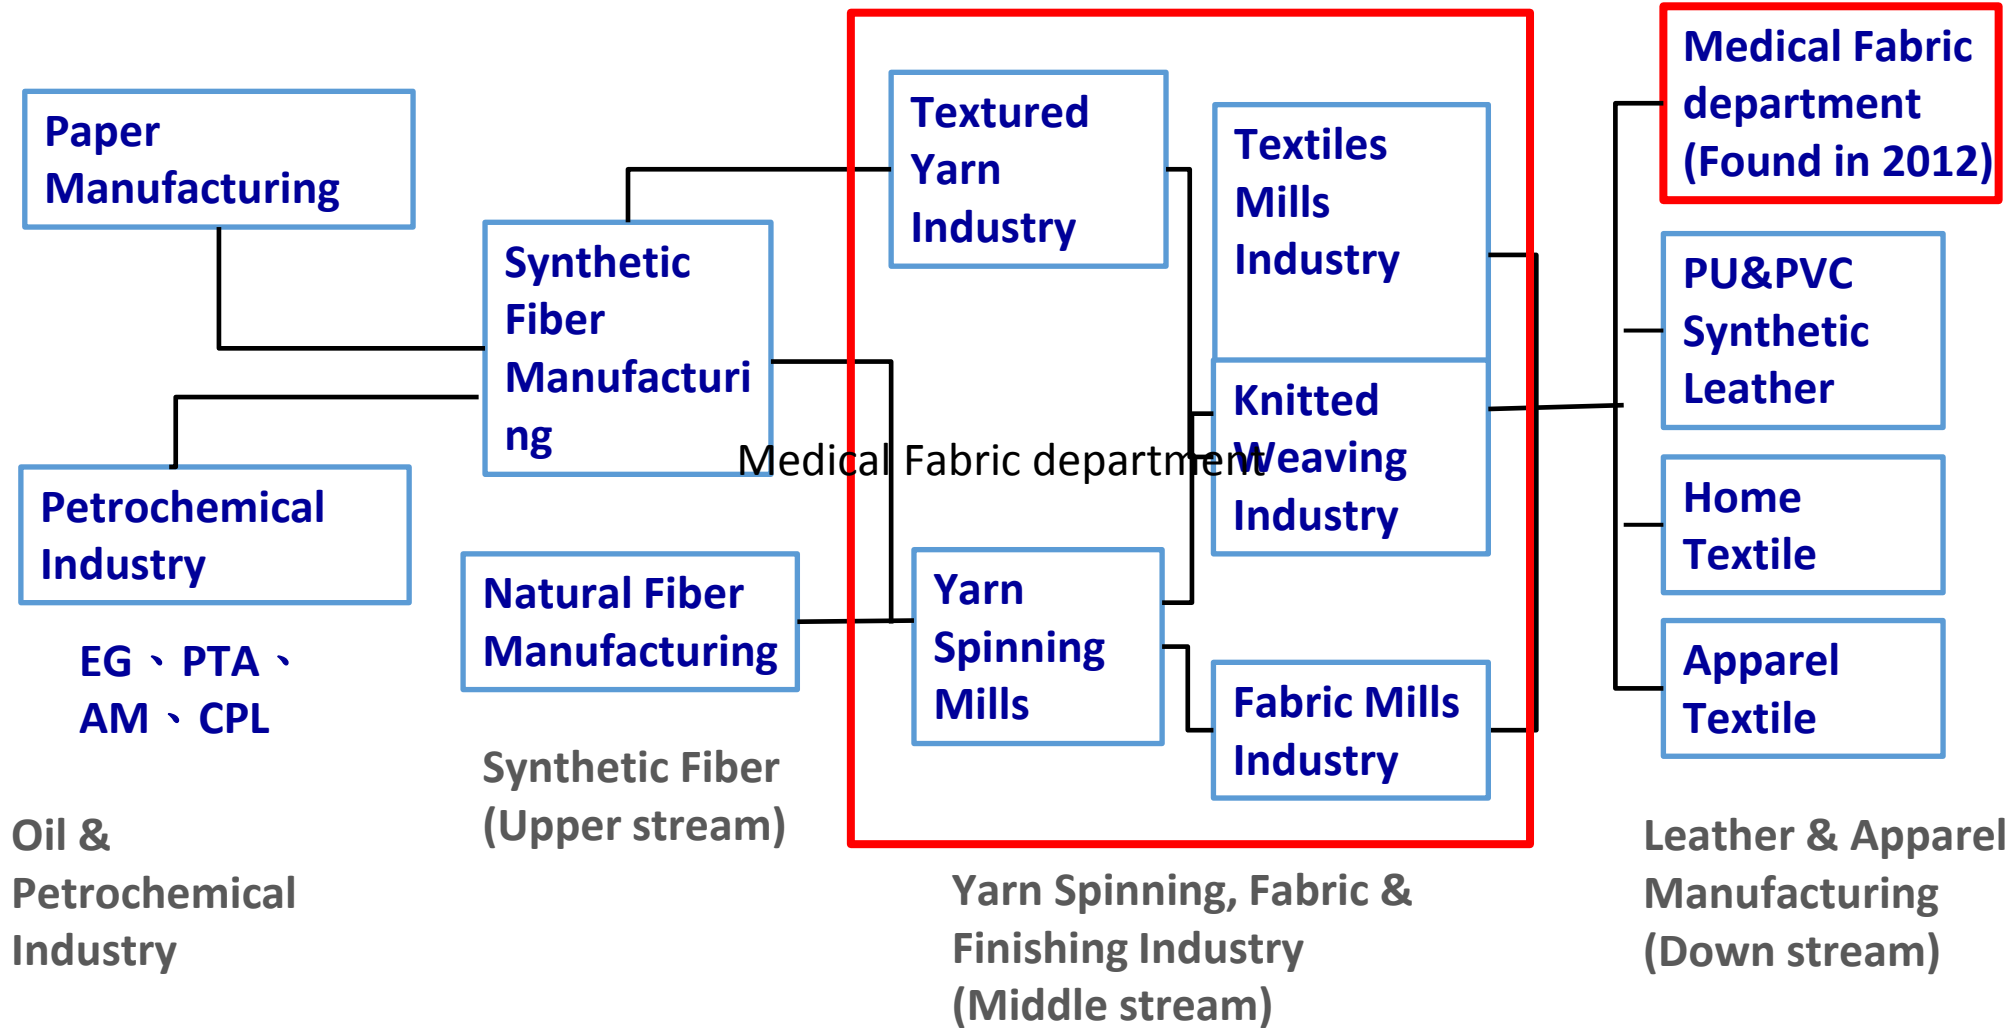 Paper
Manufacturing
Petrochemical
Industry
EG、PTA、
AM、CPL
Oil &
Petrochemical
Industry
Synthetic
Fiber
Manufacturi
ng
Natural Fiber
Manufacturing
Synthetic Fiber
(Upper stream)
Medical Fabric department
Textured
Yarn
Industry
Yarn
Spinning
Mills
Textiles
Mills
Industry
Knitted
Weaving
Industry
Fabric Mills
Industry
Yarn Spinning, Fabric &
Finishing Industry
(Middle stream)
Medical Fabric
department
(Found in 2012)
PU&PVC
Synthetic
Leather
Home
Textile
Apparel
Textile
Leather & Apparel
Manufacturing
(Down stream)